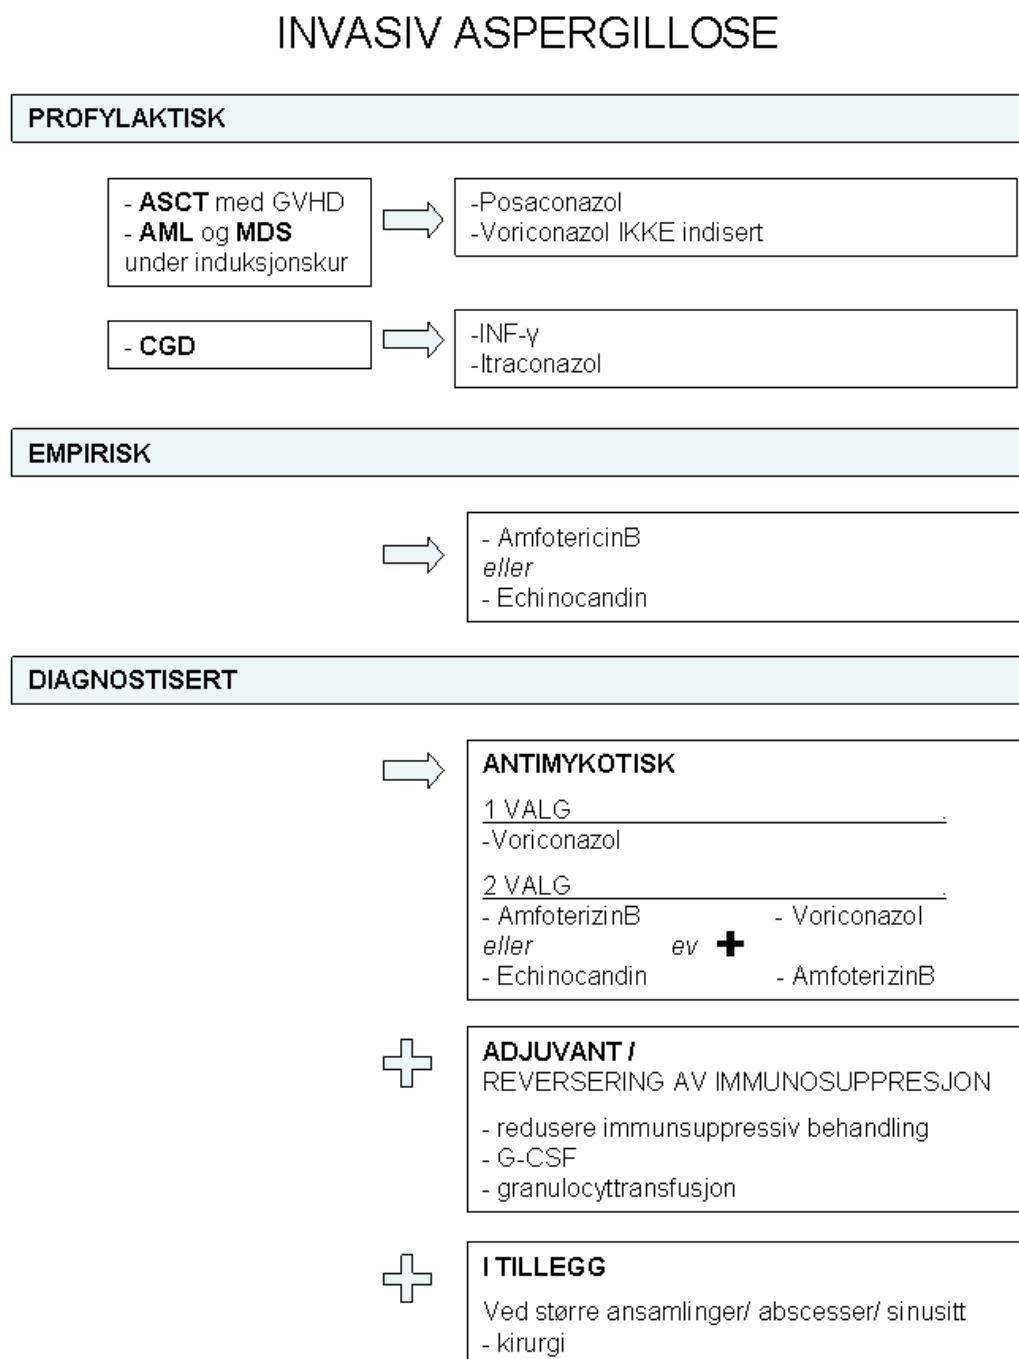 INVASIV ASPERGILLOSE
PROFYLAKTISK
- ASCT med GVHD
- AML og MDS
under induksjonskur
-Posaconazol
-Voriconazol IKKE indisert
- CGD
-INF-γ
-Itraconazol
EMPIRISK
- AmfotericinB
eller
- Echinocandin
DIAGNOSTISERT
ANTIMYKOTISK
1 VALG .
-Voriconazol
2 VALG .
- AmfoterizinB - Voriconazol
eller ev +
- Echinocandin - AmfoterizinB
ADJUVANT /
REVERSERING AV IMMUNOSUPPRESJON
- redusere immunsuppressiv behandling
- G-CSF
- granulocyttransfusjon
I TILLEGG
Ved større ansamlinger/ abscesser/ sinusitt
- kirurgi